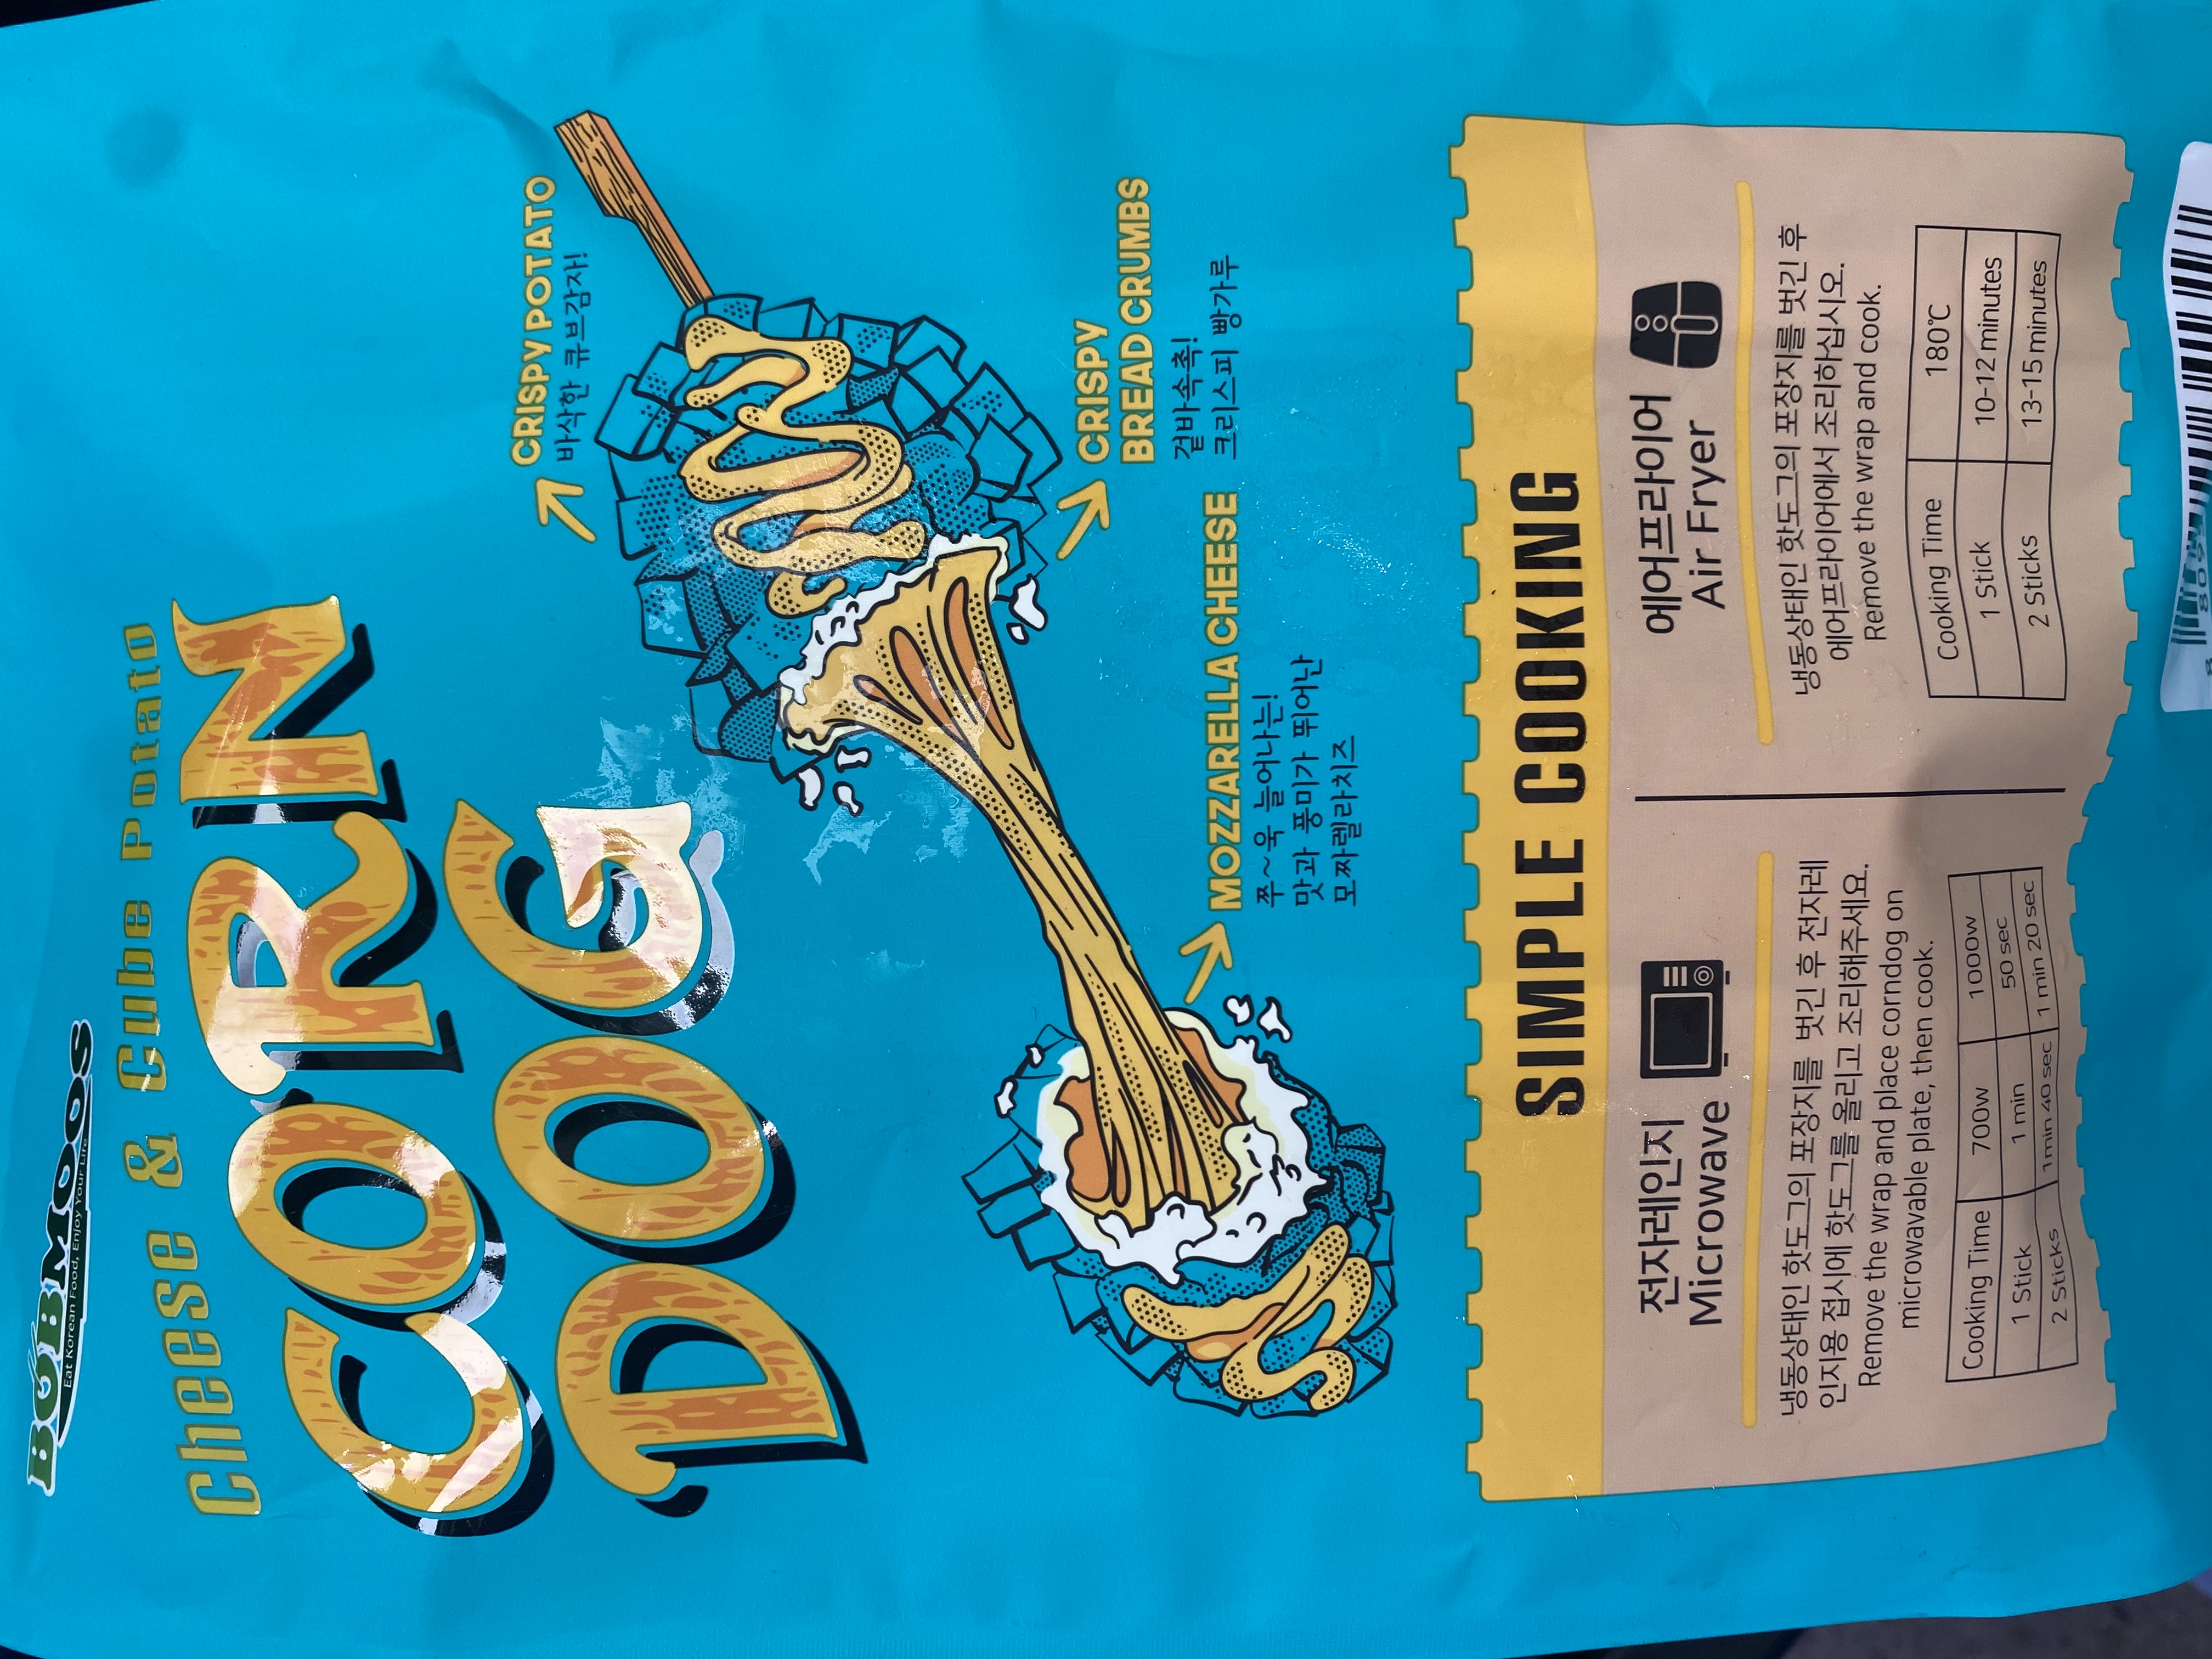 BOBMOOS
Eat Korean Food, Enjoy Your Life
Cheese & Cube Potato
CORN
DOG
CRISPY POTATO
바삭한 큐브감자!
CRISPY
BREAD CRUMBS
겉바속촉!
크리스피 빵가루
MOZZARELLA CHEESE
쭈~욱 늘어나는!
맛과 풍미가 뛰어난
모짜렐라치즈
SIMPLE COOKING
전자레인지
Microwave
냉동상태인 핫도그의 포장지를 벗긴 후 전자레
인지용 접시에 핫도그를 올리고 조리해주세요.
Remove the wrap and place corndog on
microwavable plate, then cook.
Cooking Time 700w 1000w
1 Stick 1 min 50 sec
2 Sticks 1min 40 sec 1 min 20 sec
에어프라이어
Air Fryer
냉동상태인 핫도그의 포장지를 벗긴 후
에어프라이어에서 조리하십시오.
Remove the wrap and cook.
Cooking Time 180℃
1 Stick 10-12 minutes
2 Sticks 13-15 minutes